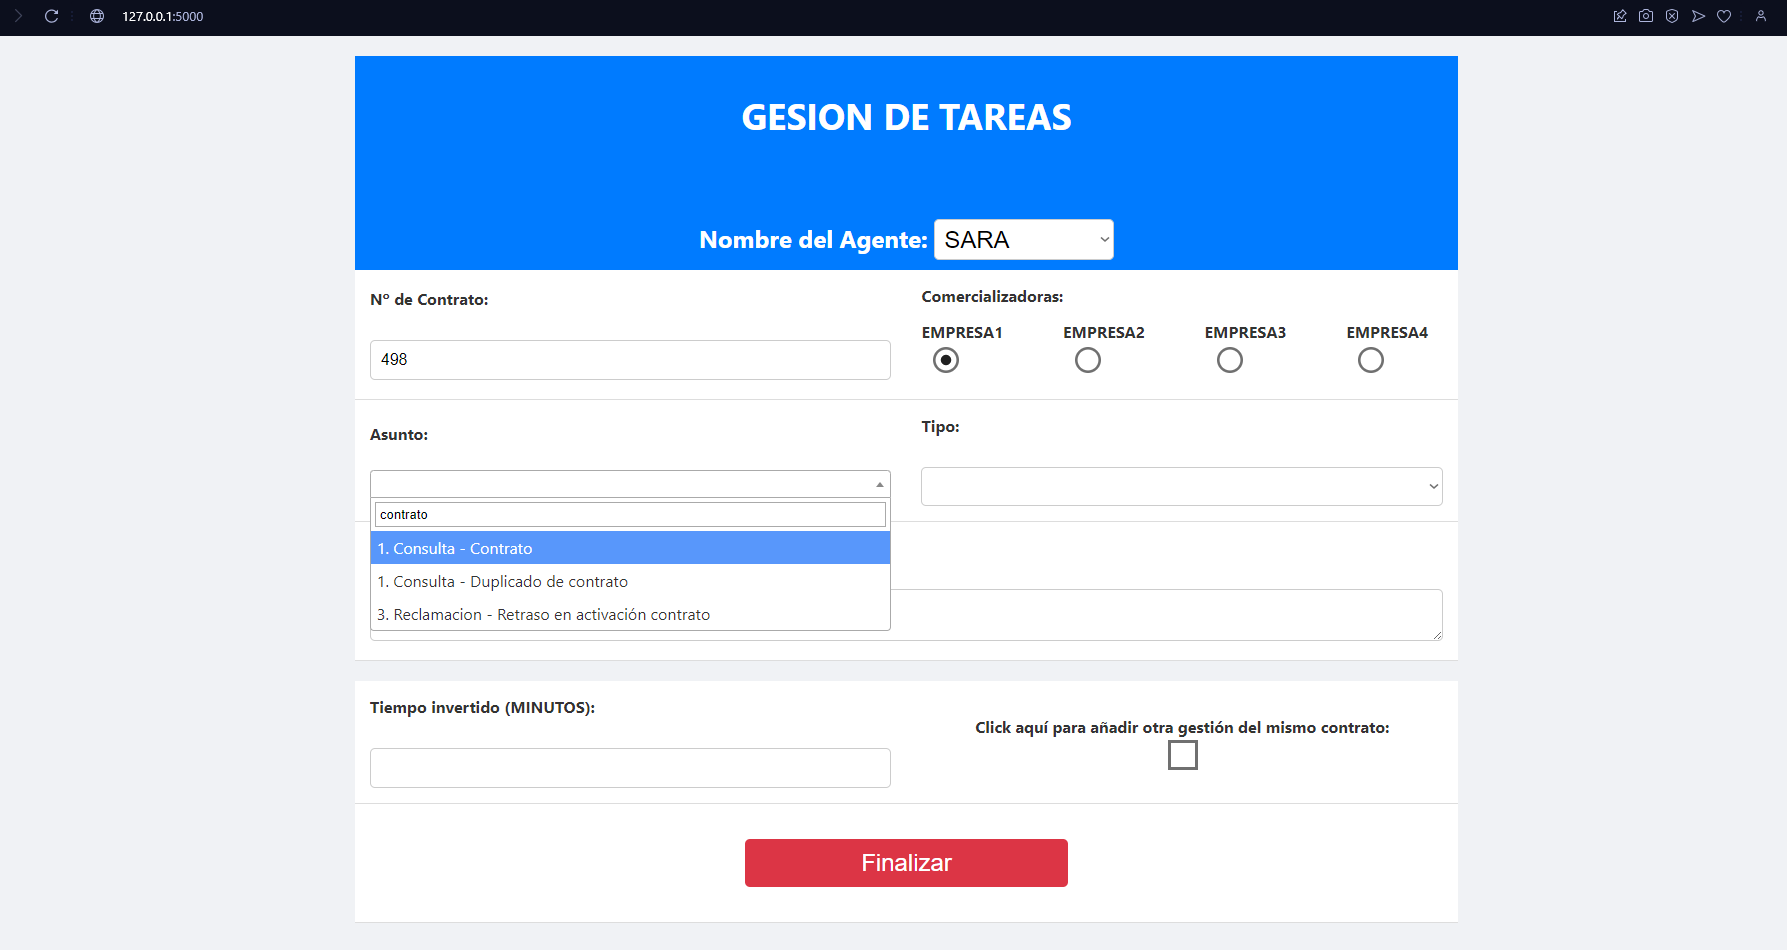 127.0.0.1:5000
GESION DE TAREAS
Nombre del Agente: SARA
Nº de Contrato:
498
Comercializadoras:
EMPRESA1 EMPRESA2 EMPRESA3 EMPRESA4
Asunto:
Tipo:
contrato
1. Consulta - Contrato
1. Consulta - Duplicado de contrato
3. Reclamacion - Retraso en activación contrato
Tiempo invertido (MINUTOS):
Click aquí para añadir otra gestión del mismo contrato:
Finalizar